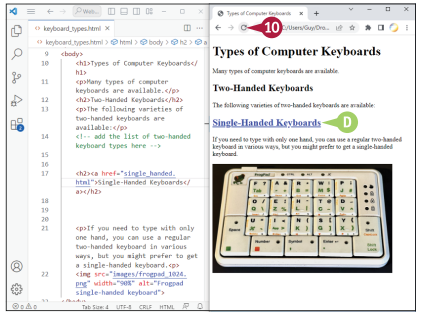 Web
keyboard_types.html
keyboard_types.html > html > body > h2 > a
9 <body>
10 <h1>Types of Computer Keyboards</
h1>
11 <p>Many types of computer
keyboards are available.</p>
12 <h2>Two-Handed Keyboards</h2>
13 <p>The following varieties of
two-handed keyboards are
available:</p>
14 <!-- add the list of two-handed
keyboard types here -->
15
16
17 <h2><a href="single_handed.
html">Single-Handed Keyboards</
a></h2>
18
19
20
21 <p>If you need to type with only
one hand, you can use a regular
two-handed keyboard in various
ways, but you might prefer to get
a single-handed keyboard.<p>
22 <img src="images/frogpad_1024.
png" width="90%" alt="Frogpad
single-handed keyboard">
Tab Size: 4 UTF-8 CRLF HTML
Types of Computer Keyboards
10
C:/Users/Guy/Dro...
Types of Computer Keyboards
Many types of computer keyboards are available.
Two-Handed Keyboards
The following varieties of two-handed keyboards are available:
Single-Handed Keyboards
D
If you need to type with only one hand, you can use a regular two-handed
keyboard in various ways, but you might prefer to get a single-handed
keyboard.
Space
Number
Symbol
Enter
Shift